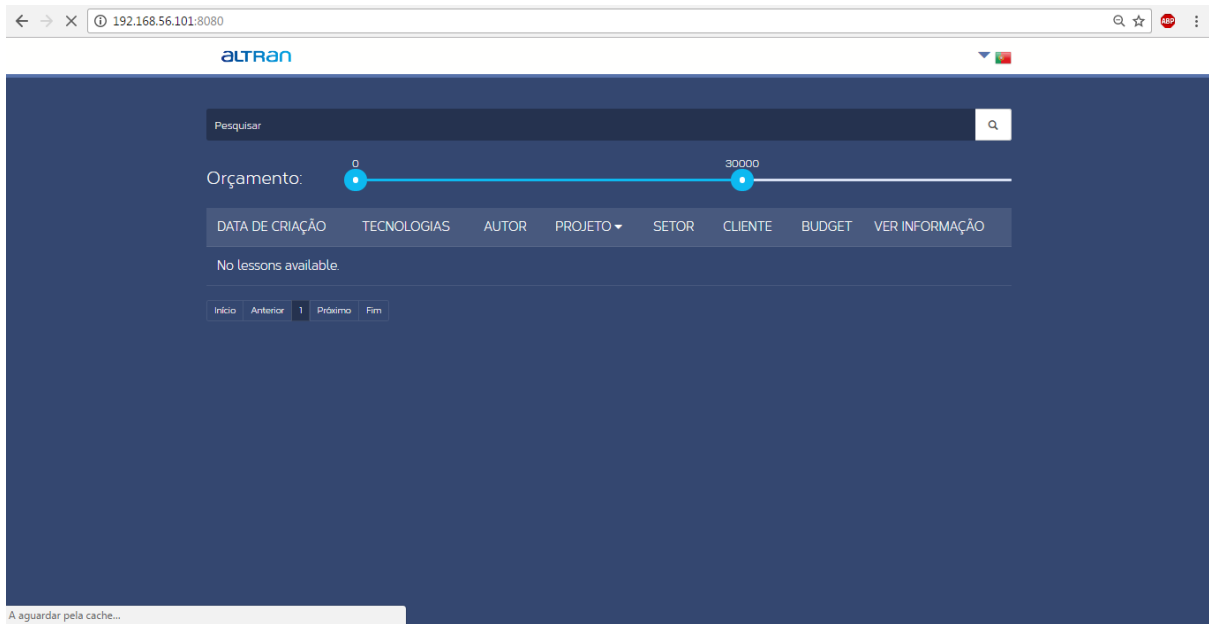 192.168.56.101:8080
ABP
altran
Pesquisar
Orçamento:
0
30000
DATA DE CRIAÇÃO TECNOLOGIAS AUTOR PROJETO SETOR CLIENTE BUDGET VER INFORMAÇÃO
No lessons available.
Início Anterior 1 Próximo Fim
A aguardar pela cache...